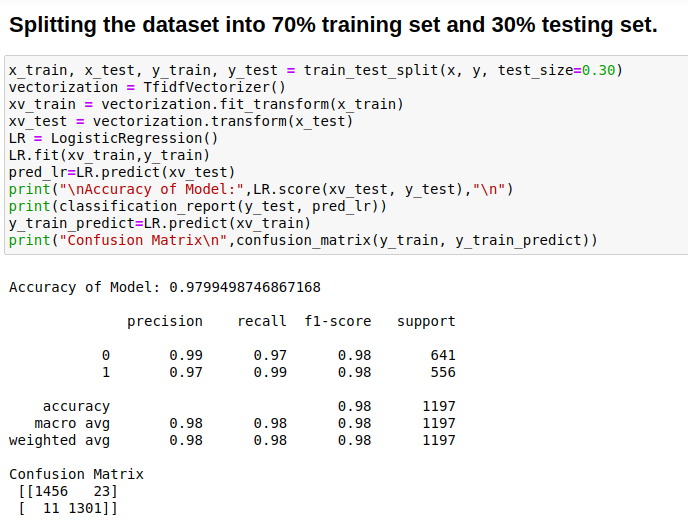 Splitting the dataset into 70% training set and 30% testing set.
x_train, x_test, y_train, y_test = train_test_split(x, y, test_size=0.30)
vectorization = TfidfVectorizer()
xv_train = vectorization.fit_transform(x_train)
xv_test = vectorization.transform(x_test)
LR = LogisticRegression()
LR.fit(xv_train,y_train)
pred_lr=LR.predict(xv_test)
print("\nAccuracy of Model:",LR.score(xv_test, y_test),"\n")
print(classification_report(y_test, pred_lr))
y_train_predict=LR.predict(xv_train)
print("Confusion Matrix\n",confusion_matrix(y_train, y_train_predict))
Accuracy of Model: 0.9799498746867168
precision recall f1-score support
0 0.99 0.97 0.98 641
1 0.97 0.99 0.98 556
accuracy 0.98 1197
macro avg 0.98 0.98 0.98 1197
weighted avg 0.98 0.98 0.98 1197
Confusion Matrix
[[1456 23]
[ 11 1301]]